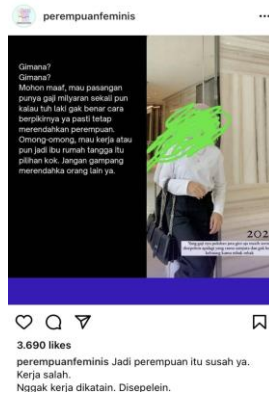 perempuanfeminis
Gimana?
Gimana?
Mohon maaf, mau pasangan
punya gaji milyaran sekali pun
kalau tuh laki gak benar cara
berpikirnya ya pasti tetap
merendahkan perempuan.
Omong-omong, mau kerja atau
pun jadi ibu rumah tangga itu
pilihan kok. Jangan gampang
merendahka orang lain ya.
202
3.690 likes
perempuanfeminis Jadi perempuan itu susah ya.
Kerja salah.
Nggak kerja dikatain. Disepelein.